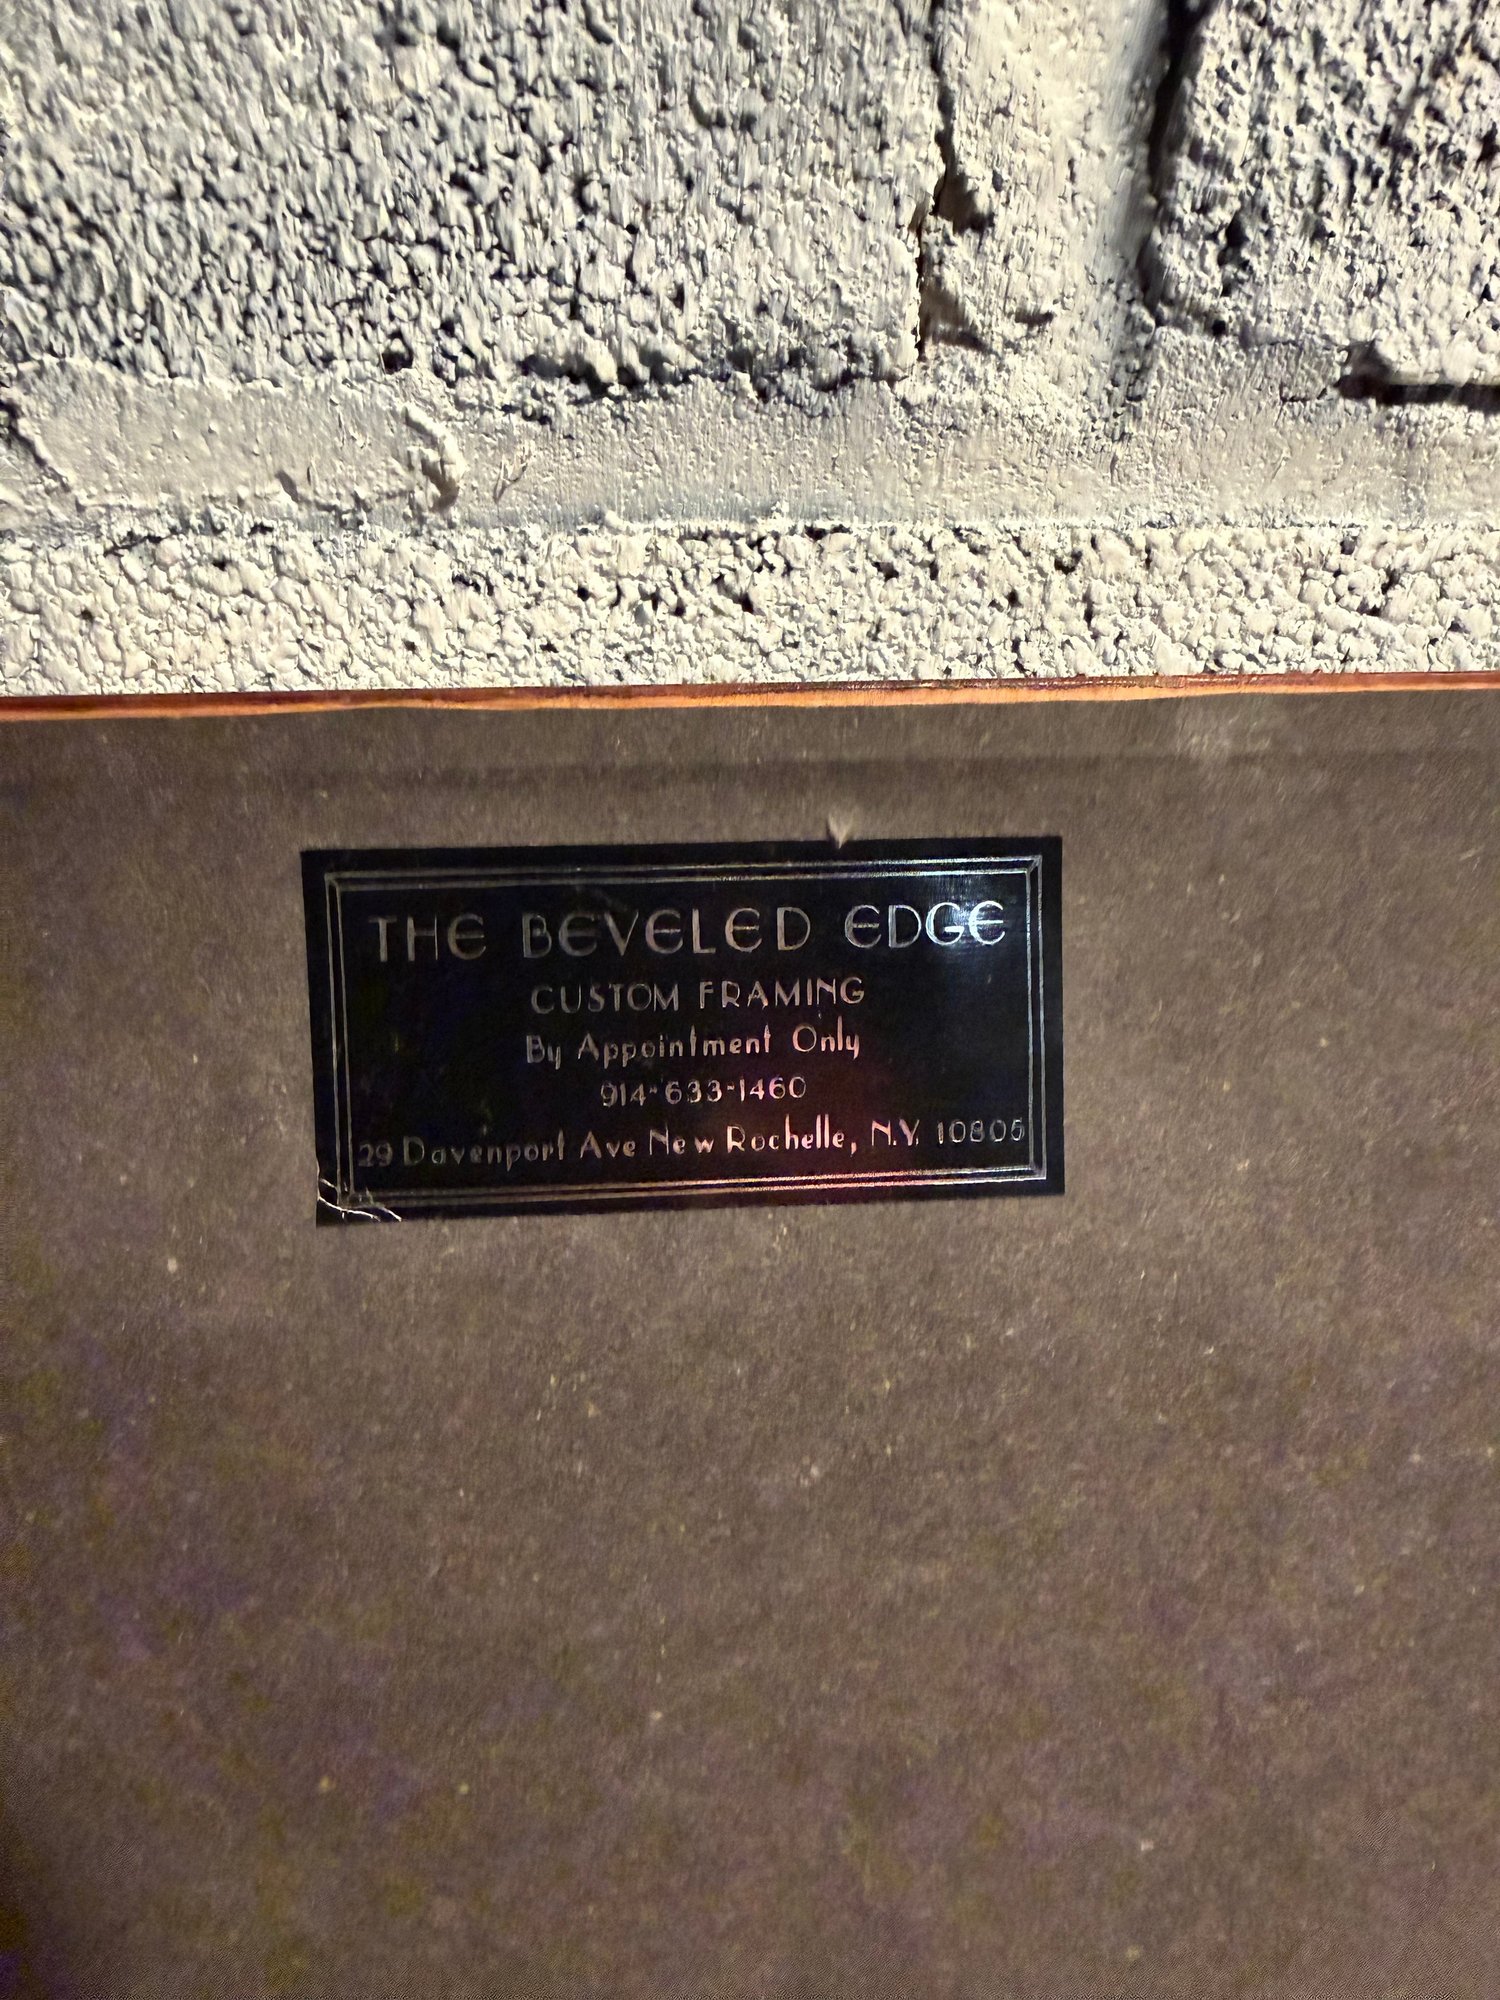 THE BEVELED EDGE
CUSTOM FRAMING
By Appointment Only
914-633-1460
29 Davenport Ave New Rochelle, N.Y. 10805